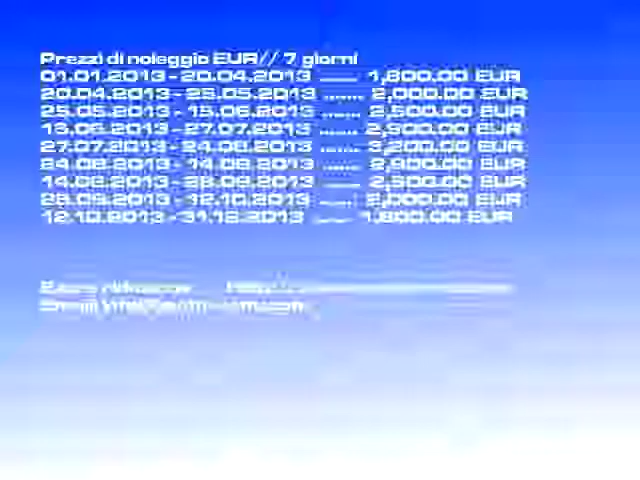 Prezzi di noleggio EUR// 7 giorni
01.01.2013 - 20.04.2013 ...... 1,800.00 EUR
20.04.2013 - 25.05.2013 ....... 2,000.00 EUR
25.05.2013 - 15.06.2013 ....... 2,500.00 EUR
15.06.2013 - 27.07.2013 ....... 2,900.00 EUR
27.07.2013 - 24.08.2013 ....... 3,200.00 EUR
24.08.2013 - 14.09.2013 ....... 2,900.00 EUR
14.09.2013 - 28.09.2013 ...... 2,500.00 EUR
28.09.2013 - 12.10.2013 ...... 2,000.00 EUR
12.10.2013 - 31.12.2013 ...... 1,800.00 EUR